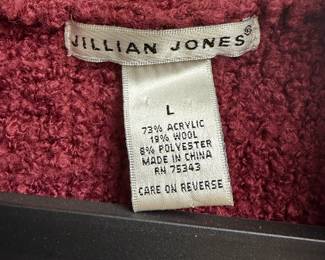 JILLIAN JONES®
L
73% ACRYLIC
19% WOOL
8% POLYESTER
MADE IN CHINA
RN 75343
CARE ON REVERSE